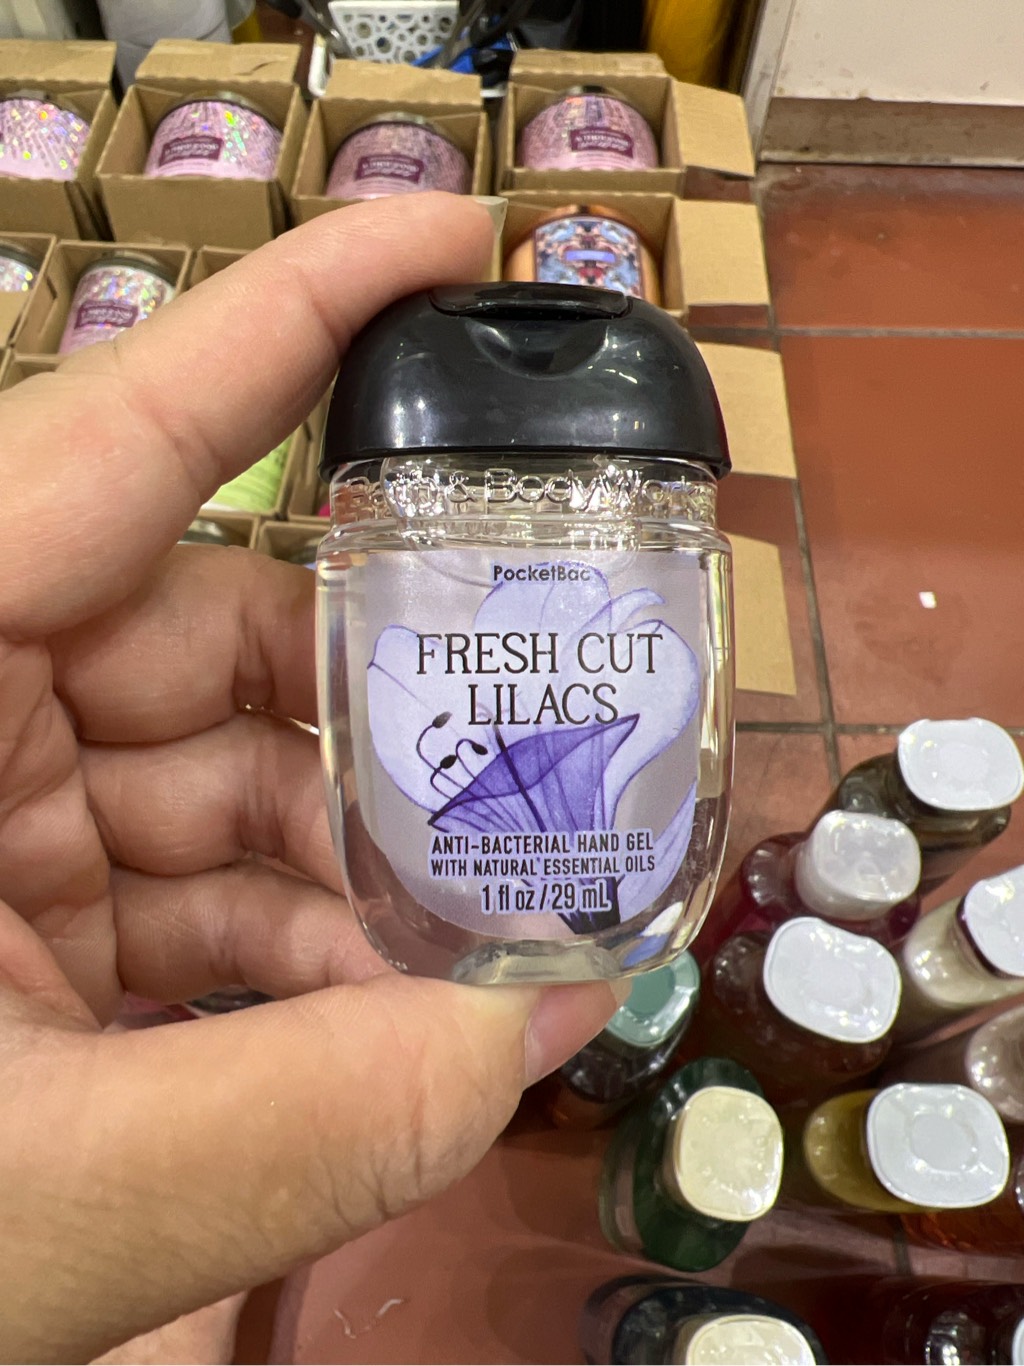 Bath & Body Works
PocketBac
FRESH CUT
LILACS
ANTI-BACTERIAL HAND GEL
WITH NATURAL* ESSENTIAL OILS
1 fl oz / 29 mL